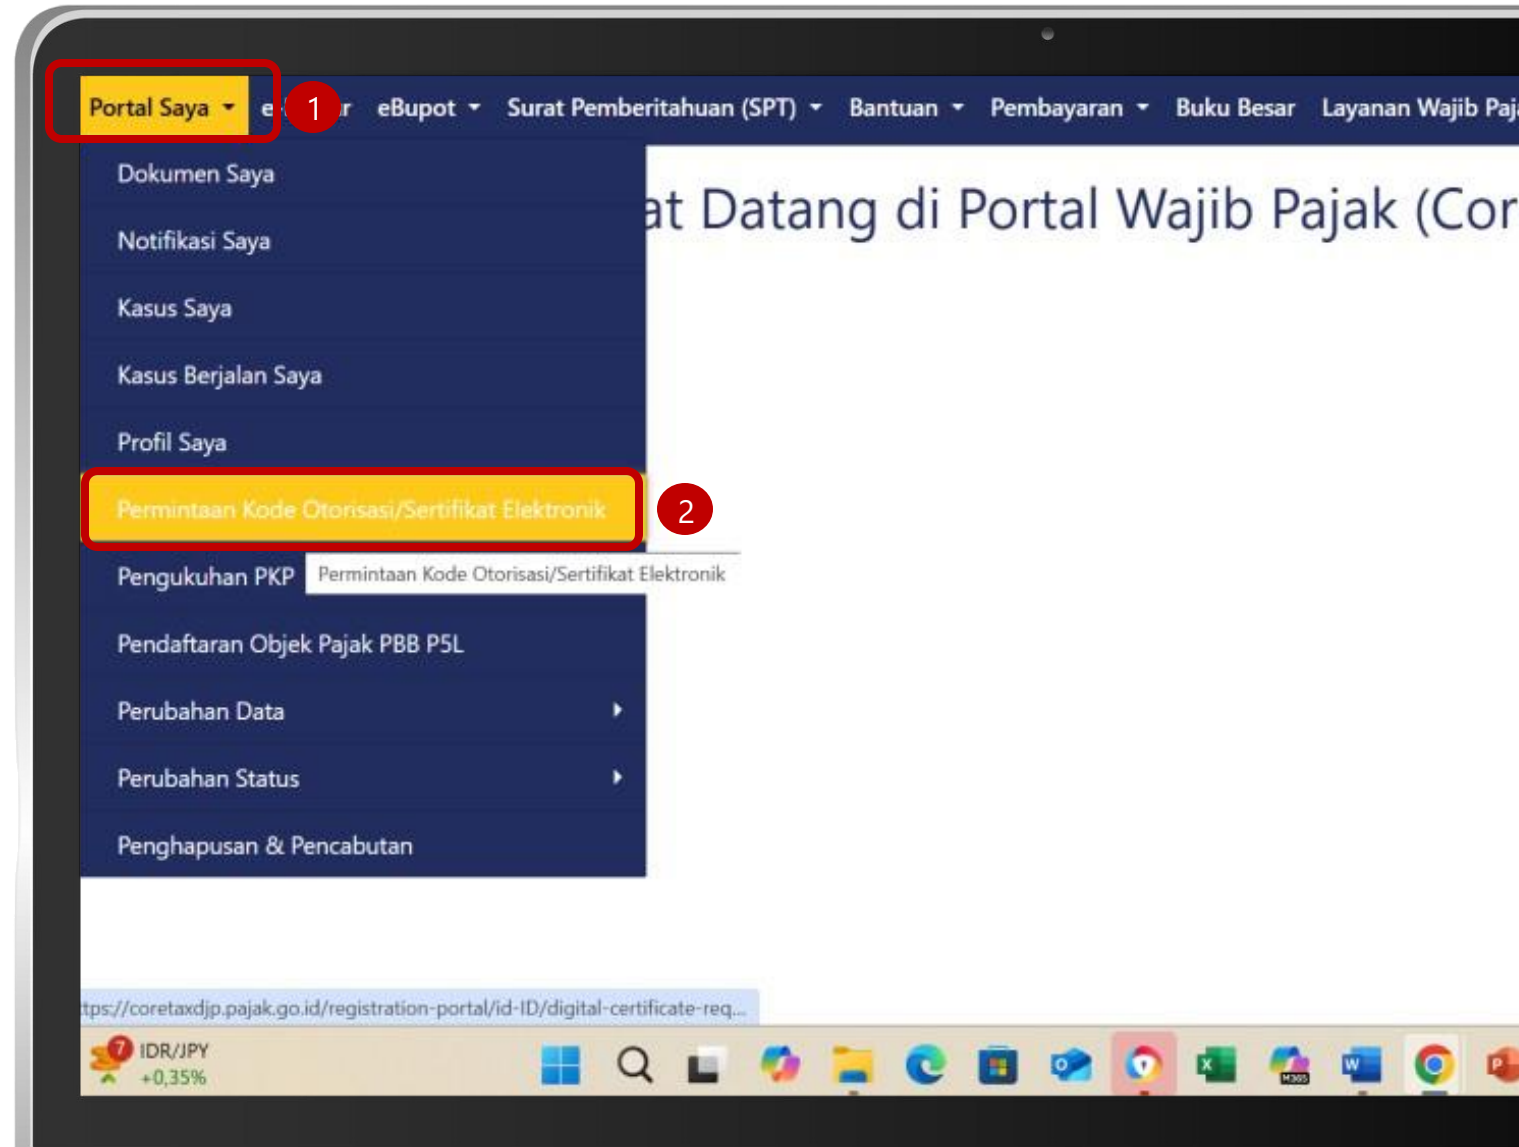 Portal Saya
1
eBupot
Surat Pemberitahuan (SPT)
Bantuan
Pembayaran
Buku Besar
Layanan Wajib
Dokumen Saya
Notifikasi Saya
Kasus Saya
Kasus Berjalan Saya
Profil Saya
Permintaan Kode Otorisasi/Sertifikat Elektronik
2
Pengukuhan PKP
Permintaan Kode Otorisasi/Sertifikat Elektronik
Pendaftaran Objek Pajak PBB P5L
Perubahan Data
Perubahan Status
Penghapusan & Pencabutan
at Datang di Portal Wajib Pajak (Cor
tps://coretaxdjp.pajak.go.id/registration-portal/id-ID/digital-certificate-req...
7
IDR/JPY
+0,35%
M365